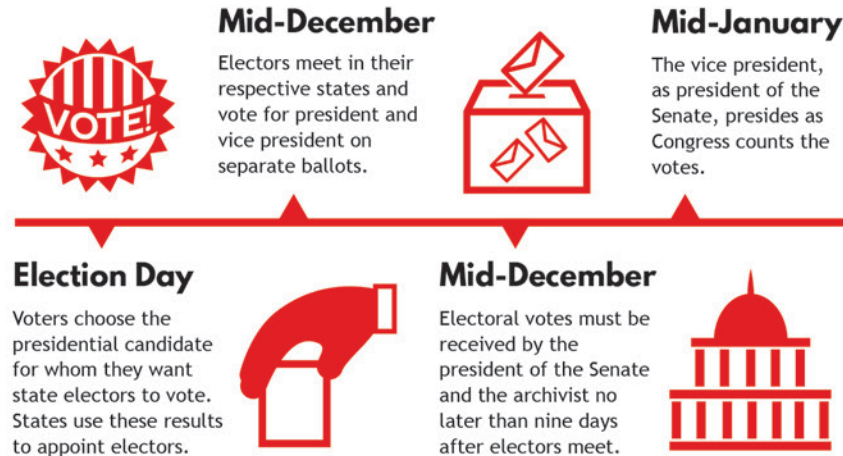 VOTE!
Mid-December
Electors meet in their
respective states and
vote for president and
vice president on
separate ballots.
Mid-January
The vice president,
as president of the
Senate, presides as
Congress counts the
votes.
Election Day
Voters choose the
presidential candidate
for whom they want
state electors to vote.
States use these results
to appoint electors.
Mid-December
Electoral votes must be
received by the
president of the Senate
and the archivist no
later than nine days
after electors meet.